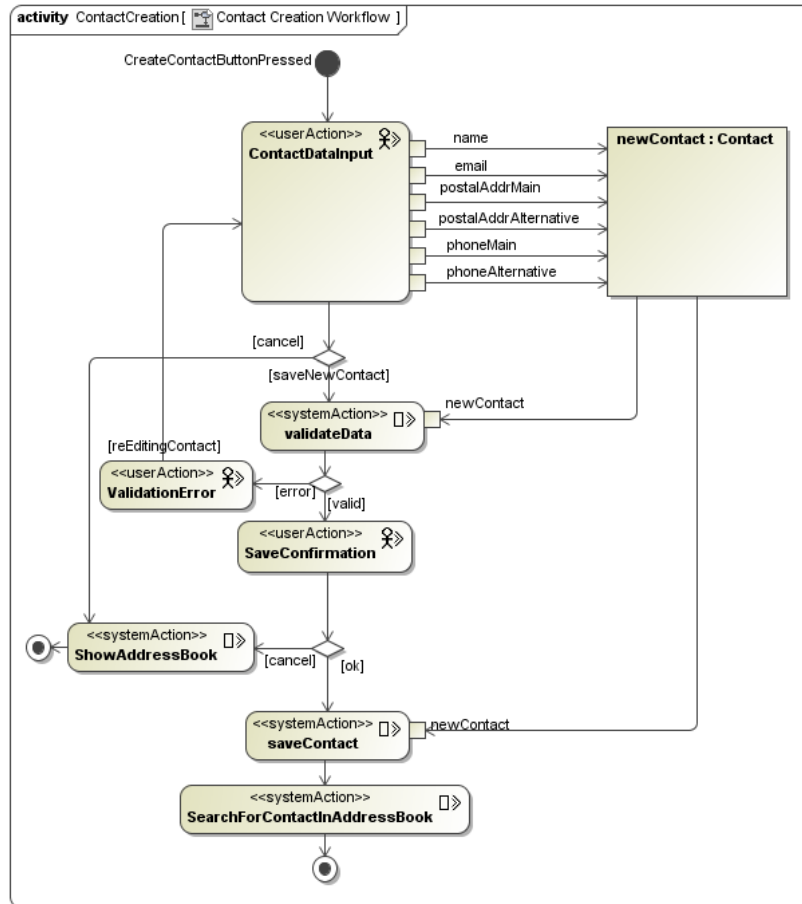 activity ContactCreation [ Contact Creation Workflow ]
CreateContactButtonPressed
<<userAction>>
ContactDataInput
name
email
postalAddrMain
postalAddrAlternative
phoneMain
phoneAlternative
newContact : Contact
[cancel]
[saveNewContact]
<<systemAction>>
validateData
newContact
[reEditingContact]
<<userAction>>
ValidationError
[error]
[valid]
<<userAction>>
SaveConfirmation
<<systemAction>>
ShowAddressBook
[cancel]
[ok]
<<systemAction>>
saveContact
newContact
<<systemAction>>
SearchForContactInAddressBook